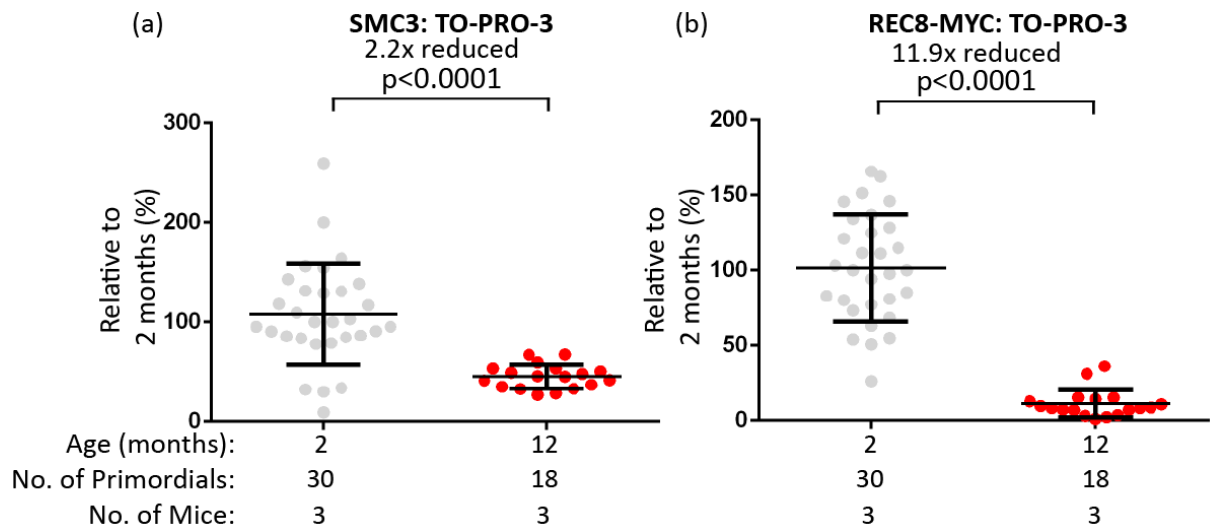 (a)
SMC3: TO-PRO-3
2.2x reduced
p<0.0001
Relative to
2 months (%)
300
200
100
0
2
12
Age (months):
No. of Primordials:
30
18
No. of Mice:
3
3
(b)
REC8-MYC: TO-PRO-3
11.9x reduced
p<0.0001
Relative to
2 months (%)
200
150
100
50
0
2
12
30
18
3
3